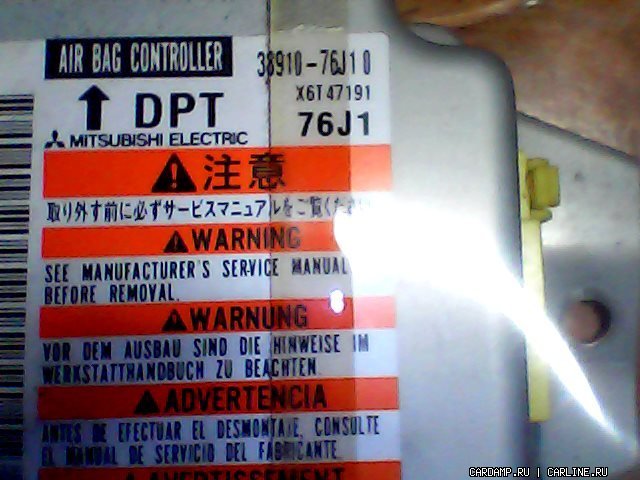 AIR BAG CONTROLLER 38910-76J10
X6T47191
DPT 76J1
MITSUBISHI ELECTRIC
注意
取り外す前に必ずサービスマニュアルをご覧くだ
WARNING
SEE MANUFACTURER'S SERVICE MANUAL
BEFORE REMOVAL.
WARNUNG
VOR DEM AUSBAU SIND DIE HINWEISE IM
WERKSTATTHANDBUCH ZU BEACHTEN.
ADVERTENCIA
ANTES DE EFECTUAR EL DESMONTAJE, CONSULTE
EL MANUAL DE SERVICIO DEL FABRICANTE.
AVERTISSEMENT
CARDAMP.RU | CARLINE.RU